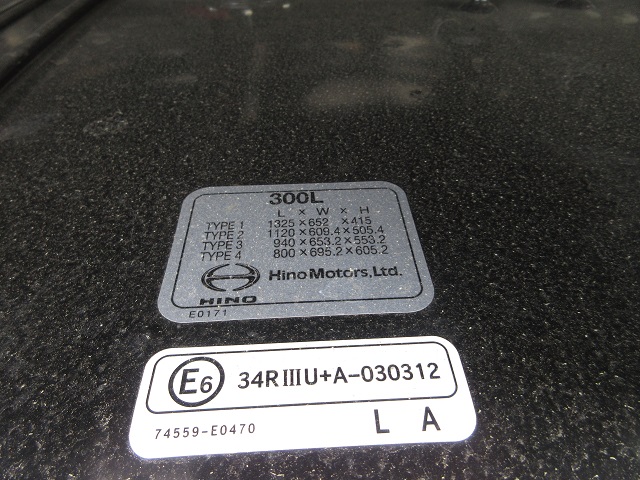 300L
L × W × H
TYPE 1 1325×652 ×415
TYPE 2 1120×609.4×505.4
TYPE 3 940×653.2×553.2
TYPE 4 800×695.2×605.2
HINO
Hino Motors, Ltd.
E0171
E6 34RIIIU+A-030312
74559-E0470 L A